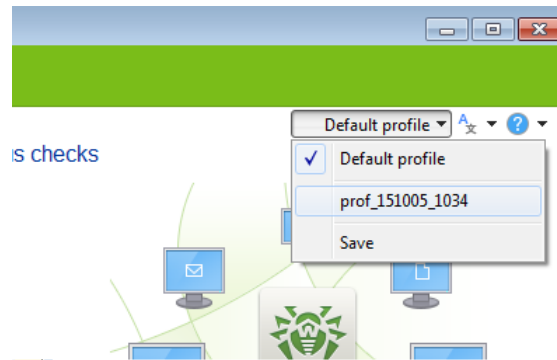 Default profile
s checks
Default profile
prof_151005_1034
Save